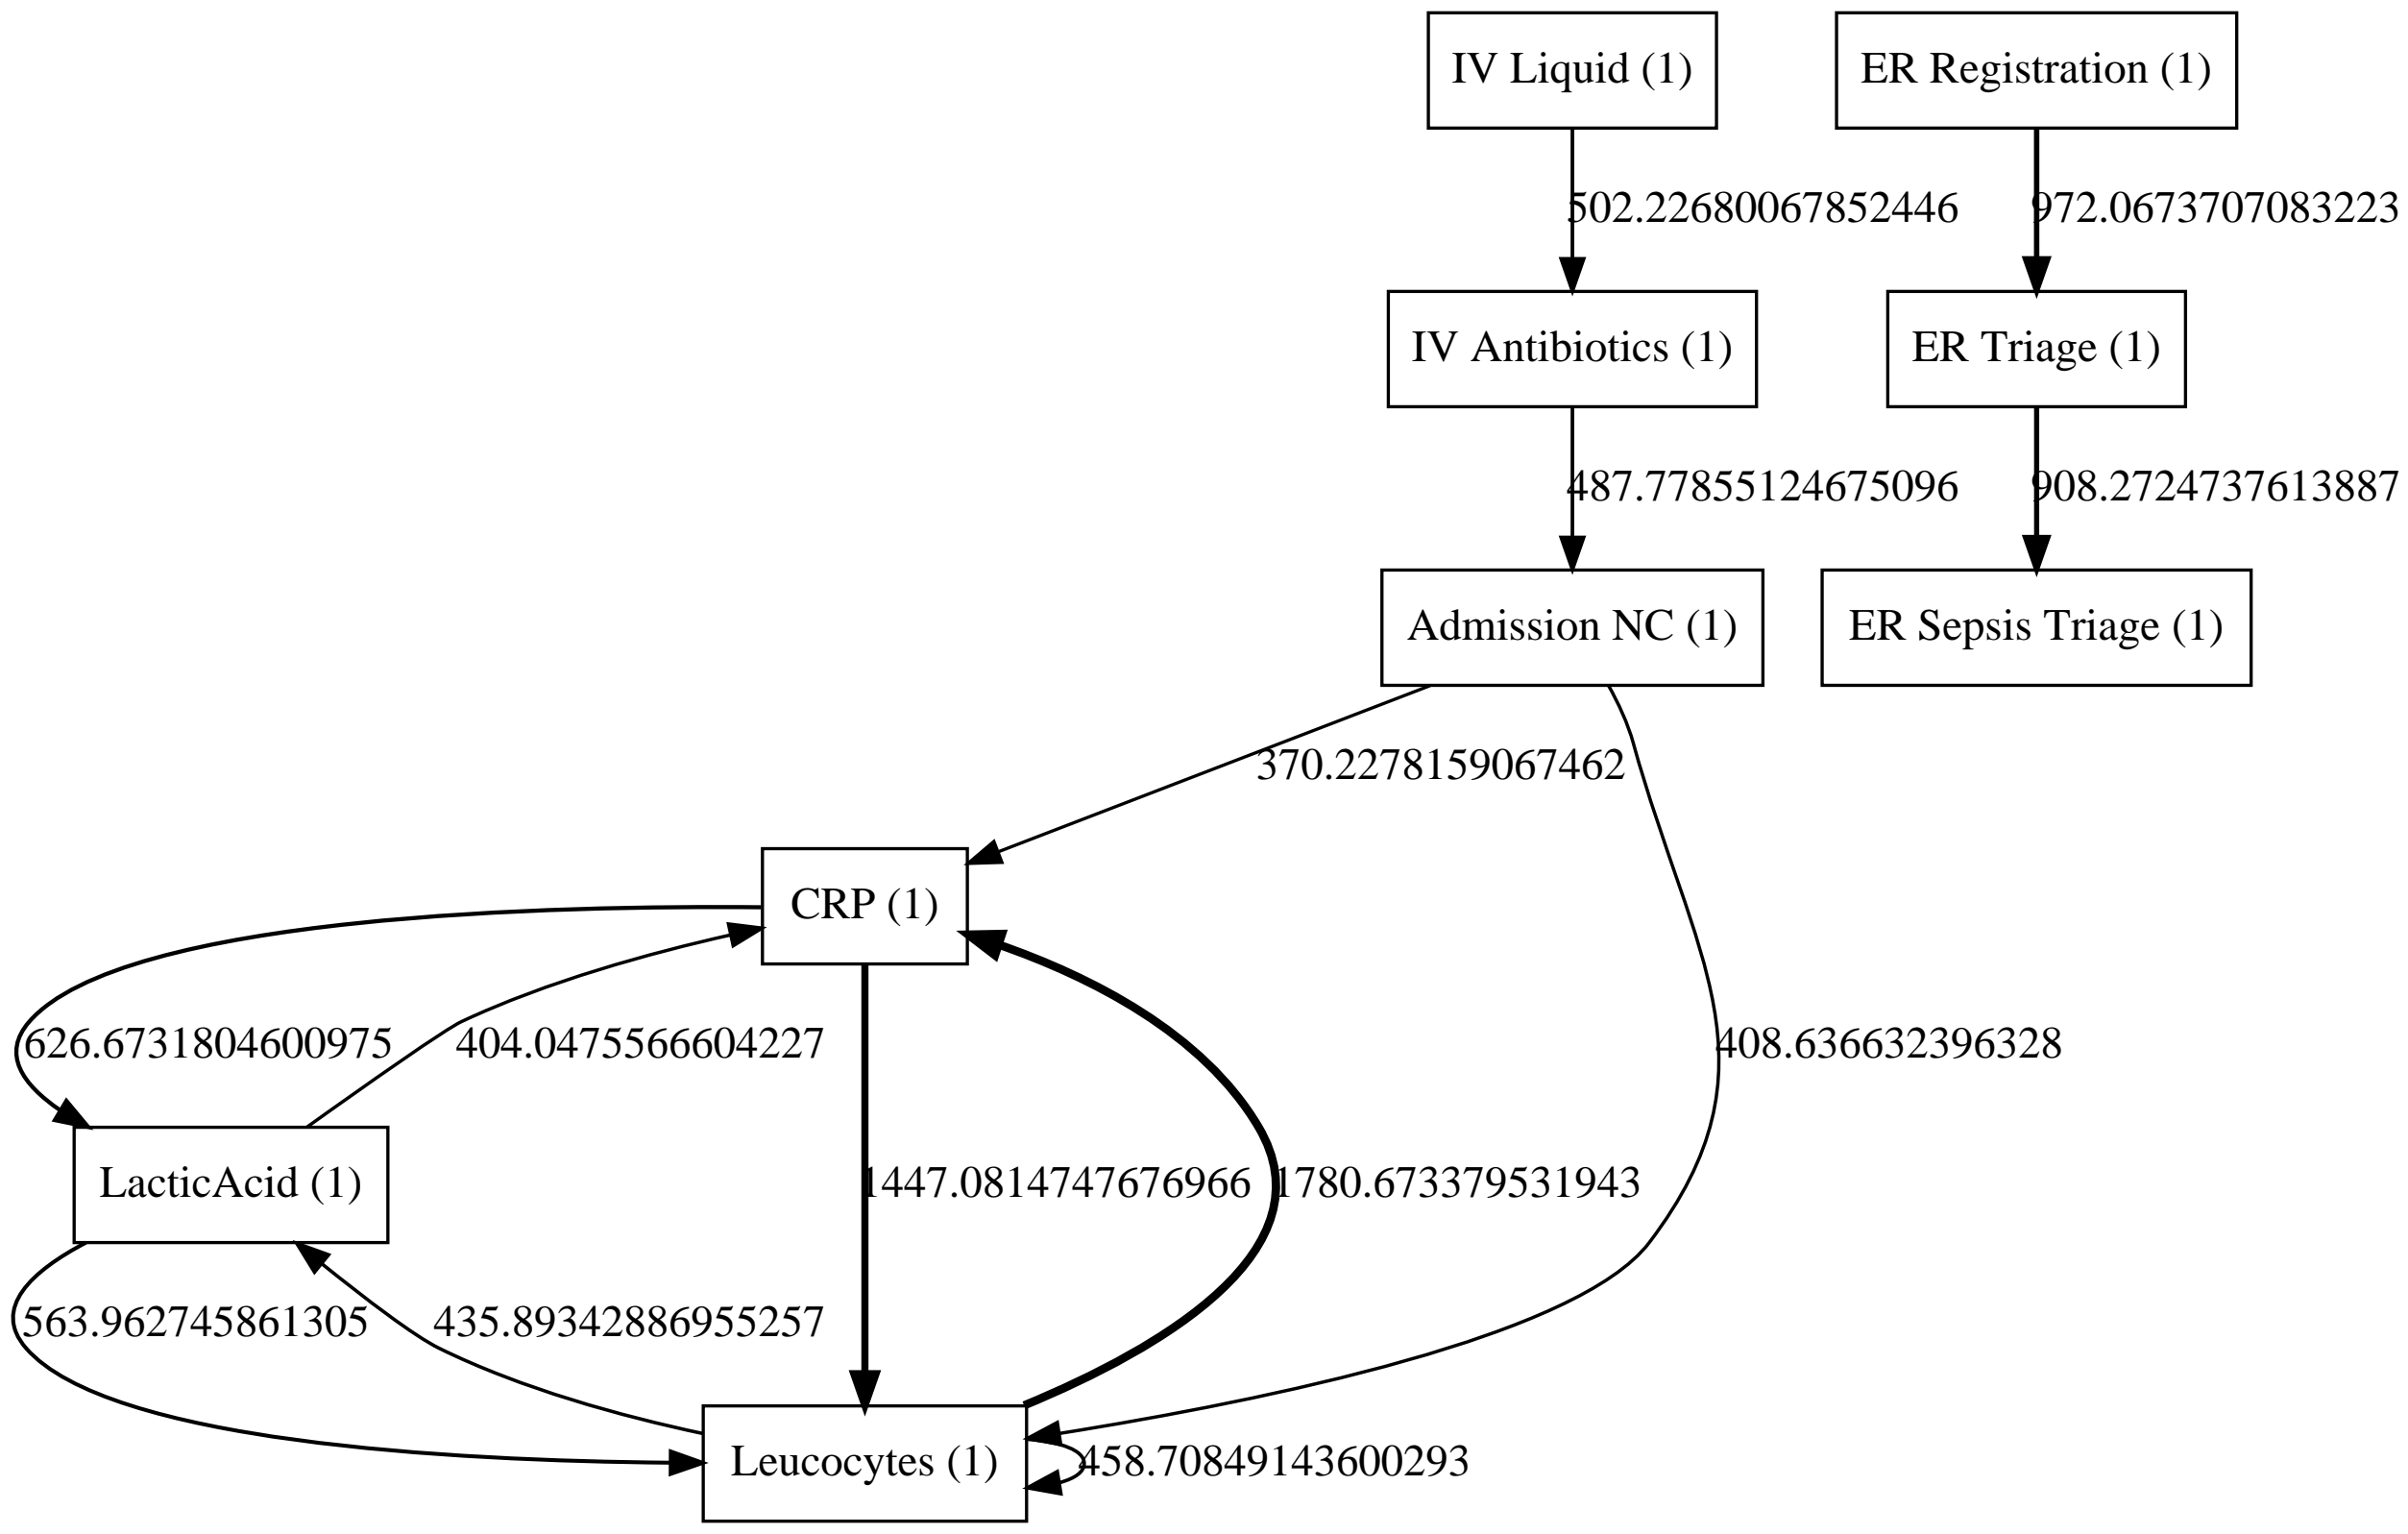 IV Liquid (1)
ER Registration (1)
502.22680067852446
972.0673707083223
IV Antibiotics (1)
ER Triage (1)
487.77855124675096
908.2724737613887
Admission NC (1)
ER Sepsis Triage (1)
370.2278159067462
CRP (1)
626.6731804600975
404.0475566604227
408.636632396328
LacticAcid (1)
1447.0814747676966
1780.673379531943
563.962745861305
435.89342886955257
Leucocytes (1)
458.70849143600293